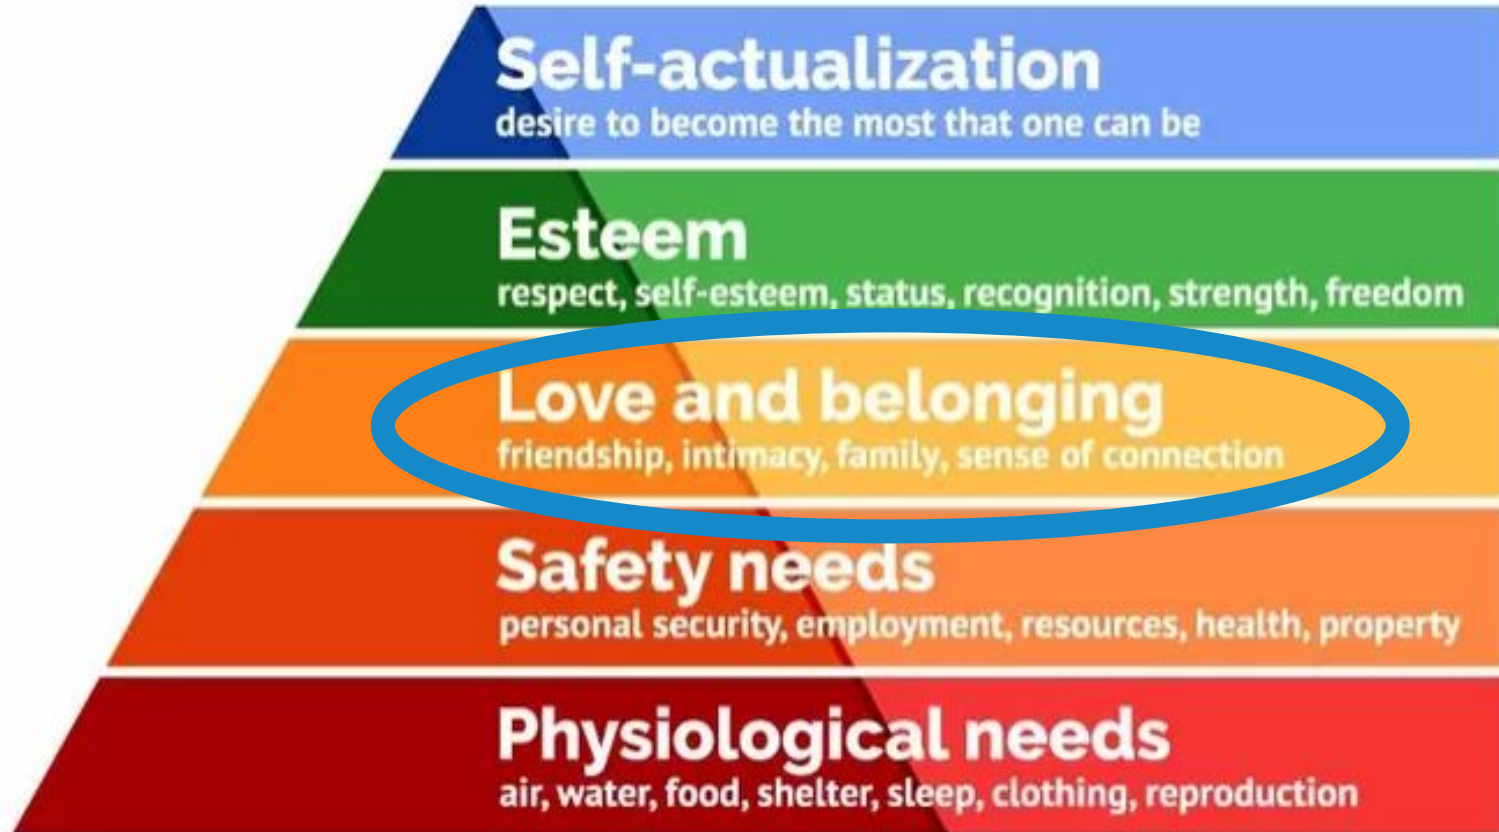 Self-actualization
desire to become the most that one can be
Esteem
respect, self-esteem, status, recognition, strength, freedom
Love and belonging
friendship, intimacy, family, sense of connection
Safety needs
personal security, employment, resources, health, property
Physiological needs
air, water, food, shelter, sleep, clothing, reproduction